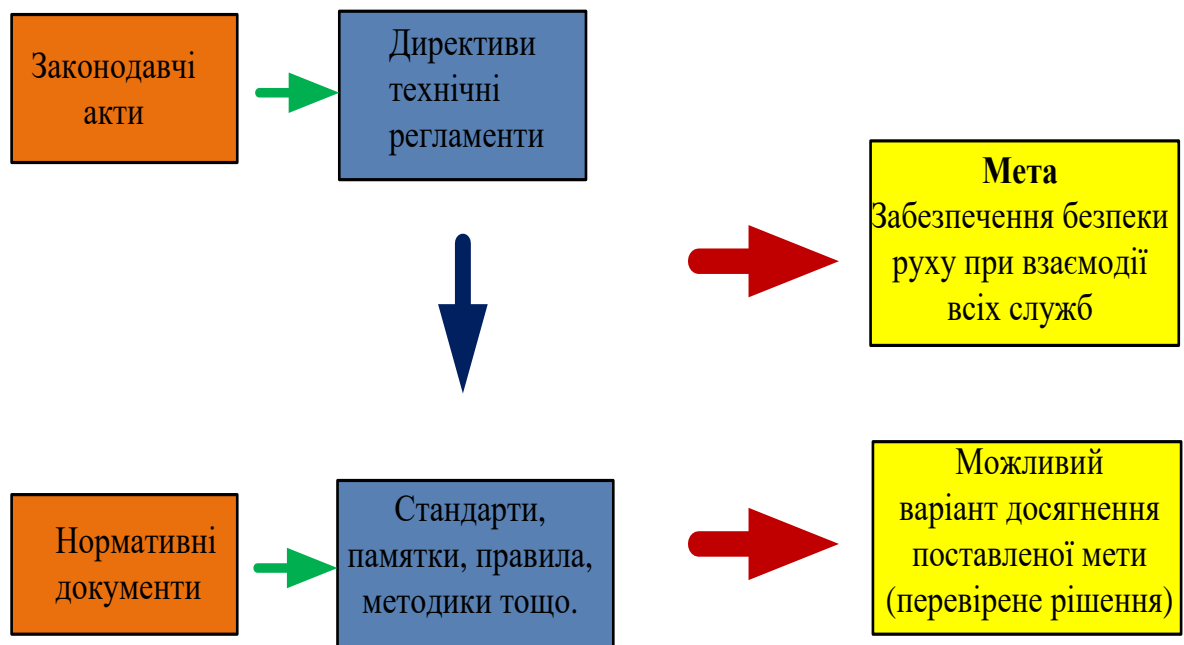 Законодавчі
акти
Директиви
технічні
регламенти
Мета
Забезпечення безпеки
руху при взаємодії
всіх служб
Нормативні
документи
Стандарти,
памятки, правила,
методики тощо.
Можливий
варіант досягнення
поставленої мети
(перевірене рішення)